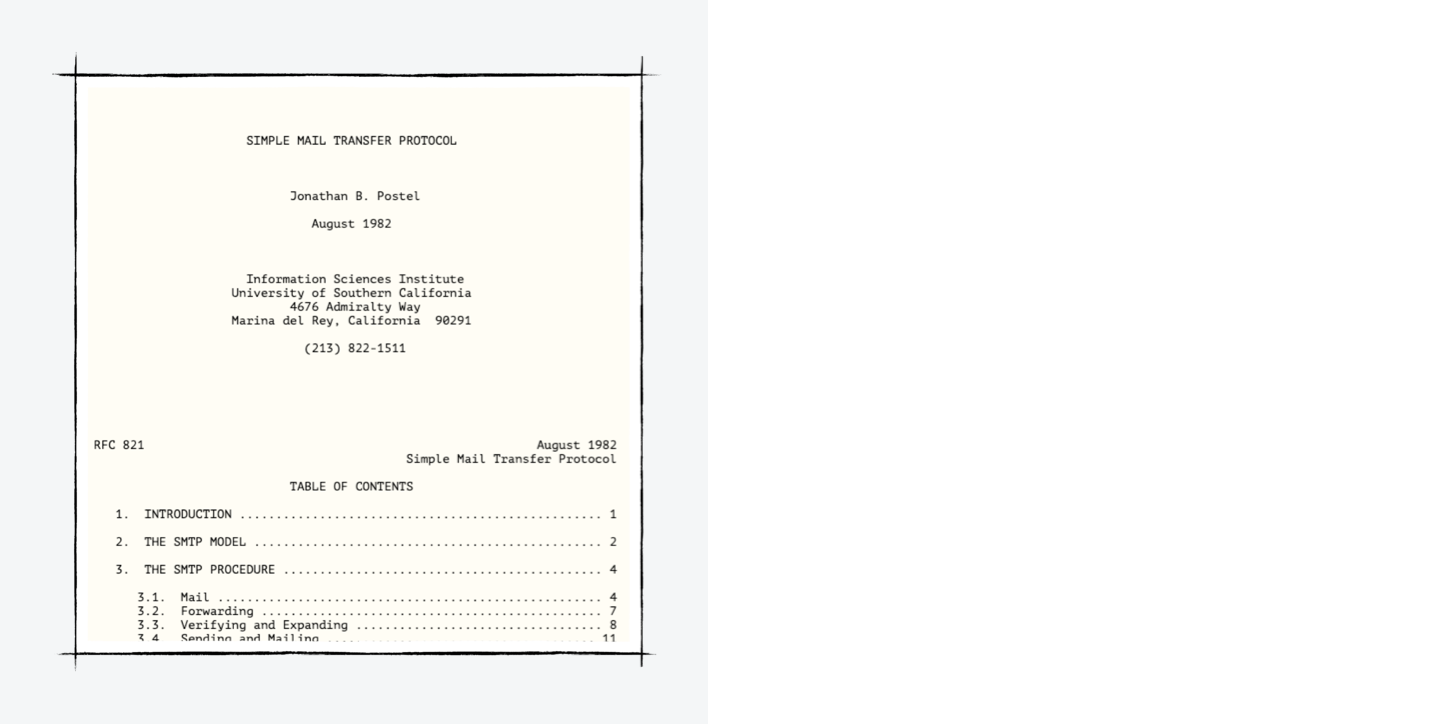 SIMPLE MAIL TRANSFER PROTOCOL
Jonathan B. Postel
August 1982
Information Sciences Institute
University of Southern California
4676 Admiralty Way
Marina del Rey, California  90291
(213) 822-1511
RFC 821                                                      August 1982
                                           Simple Mail Transfer Protocol
TABLE OF CONTENTS
1.  INTRODUCTION .................................................. 1
2.  THE SMTP MODEL ................................................ 2
3.  THE SMTP PROCEDURE ............................................ 4
3.1.  Mail ..................................................... 4
3.2.  Forwarding ............................................... 7
3.3.  Verifying and Expanding .................................. 8
3.4.  Sending and Mailing ..................................... 11